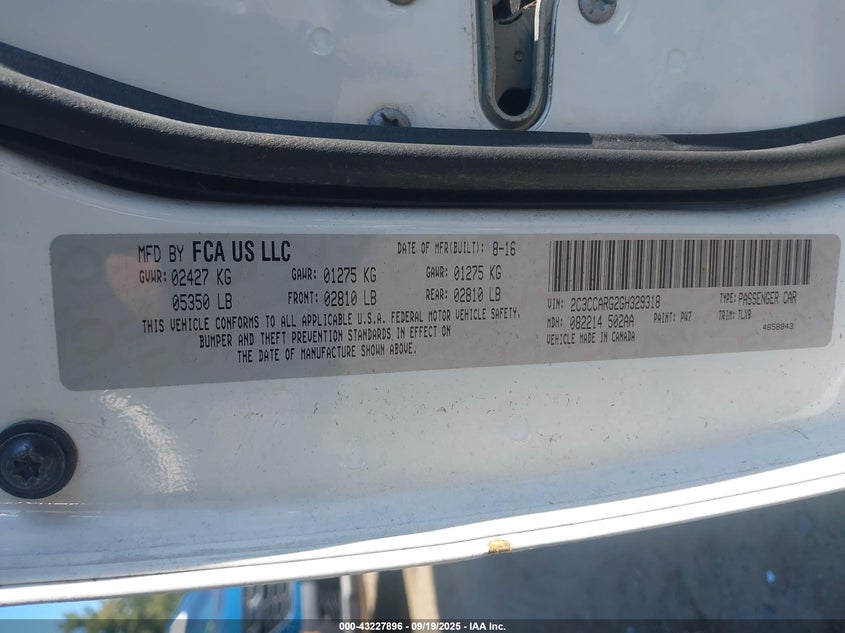 MFD BY FCA US LLC DATE OF MFR(BUILT): 8-16
GVWR: 02427 KG GAWR: 01275 KG GAWR: 01275 KG
05350 LB FRONT: 02810 LB REAR: 02810 LB
THIS VEHICLE CONFORMS TO ALL APPLICABLE U.S.A. FEDERAL MOTOR VEHICLE SAFETY,
BUMPER AND THEFT PREVENTION STANDARDS IN EFFECT ON
THE DATE OF MANUFACTURE SHOWN ABOVE.
VIN: 2C3CCARG2GH329318 TYPE: PASSENGER CAR
MDH: 082214 502AA PAINT: PW7 TRIM: TLX9
VEHICLE MADE IN CANADA 4658843
000-43227896 - 09/19/2025 - IAA Inc.